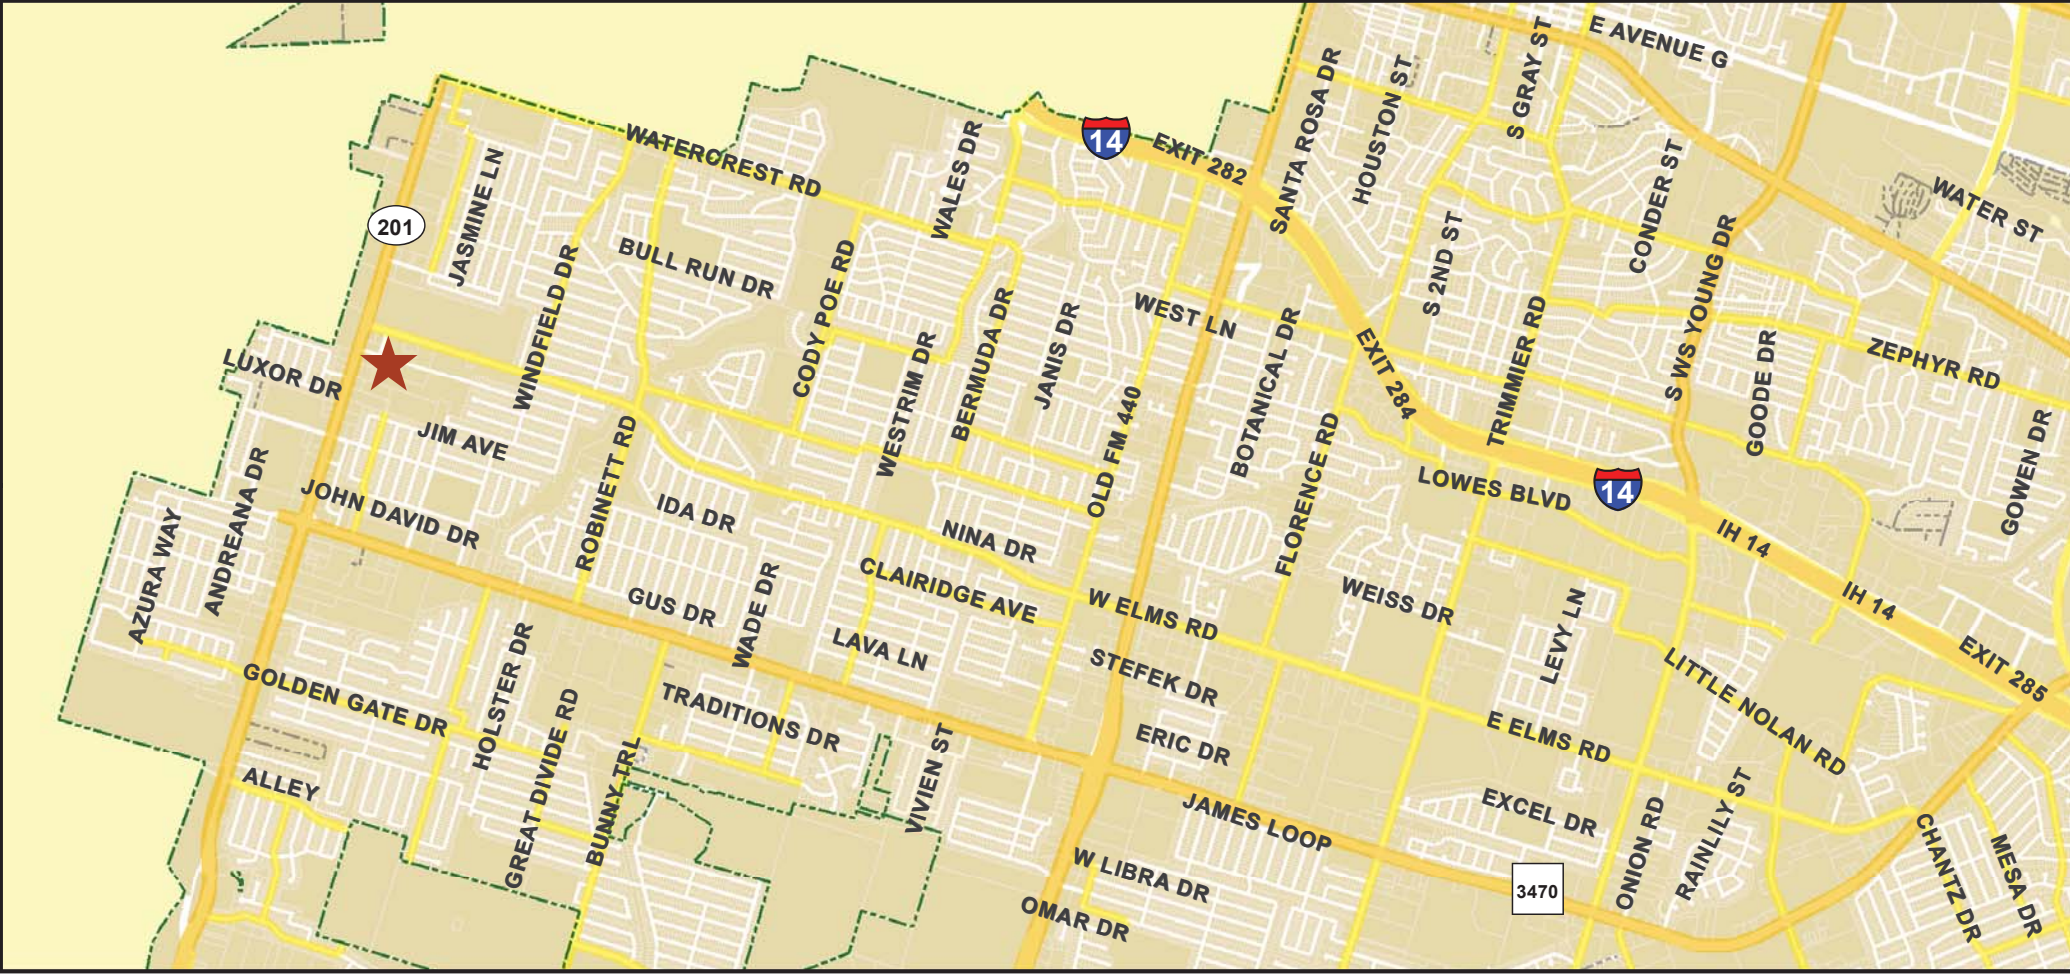 E AVENUE G
S GRAY ST
SANTA ROSA DR
HOUSTON ST
14
EXIT 282
WATERCREST RD
WALES DR
JASMINE LN
CONDER ST
WATER ST
201
BULL RUN DR
WINDFIELD DR
CODY POE RD
S 2ND ST
S WS YOUNG DR
7
WEST LN
BERMUDA DR
JANIS DR
BOTANICAL DR
TRIMMIER RD
EXIT 284
GOODE DR
ZEPHYR RD
LUXOR DR
WESTRIM DR
OLD FM 440
JIM AVE
ROBINETT RD
FLORENCE RD
LOWES BLVD
14
GOWEN DR
ANDREANA DR
JOHN DAVID DR
IDA DR
NINA DR
IH 14
AZURA WAY
CLAIRIDGE AVE
GUS DR
WADE DR
W ELMS RD
WEISS DR
LEVY LN
IH 14
LAVA LN
STEFEK DR
LITTLE NOLAN RD
EXIT 285
GOLDEN GATE DR
HOLSTER DR
GREAT DIVIDE RD
TRADITIONS DR
BUNNY TRL
VIVIEN ST
ERIC DR
E ELMS RD
ALLEY
JAMES LOOP
EXCEL DR
ONION RD
RAINLILY ST
W LIBRA DR
3470
CHANTZ DR
MESA DR
OMAR DR